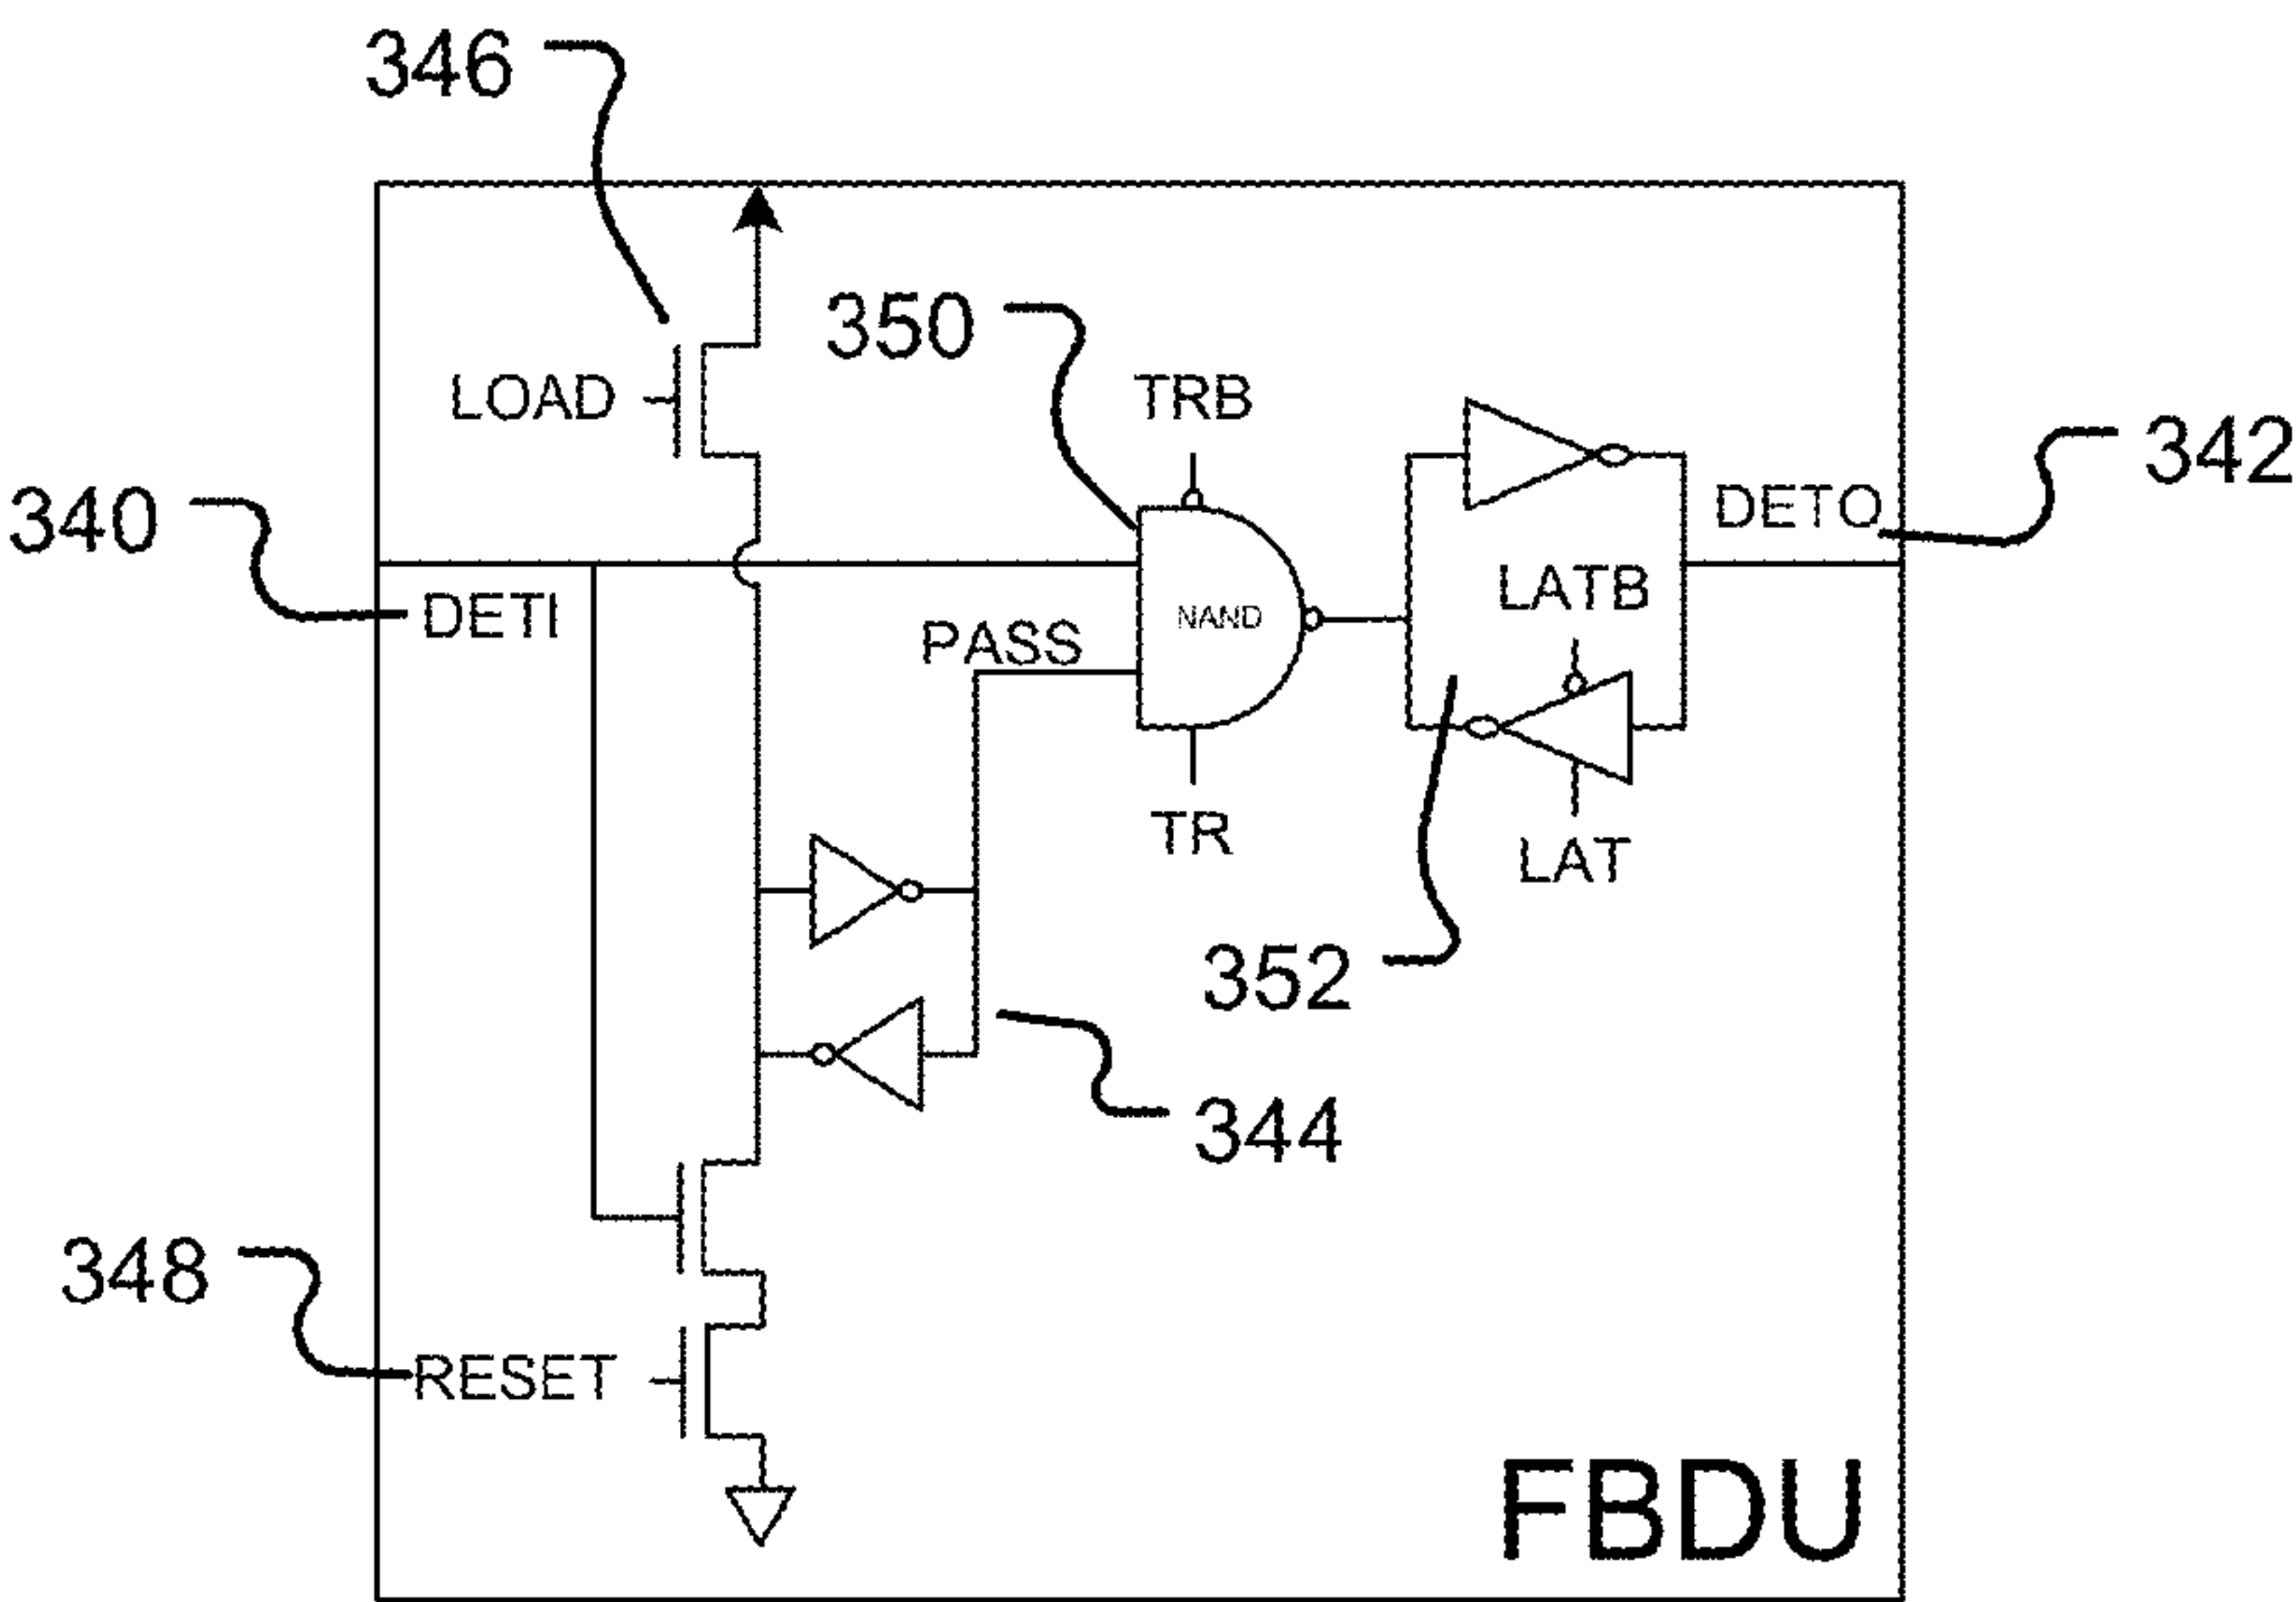 346
350
LOAD
TRB
342
340
DETO
DETI
LATB
NAND
PASS
TR
LAT
352
344
348
RESET
FBDU